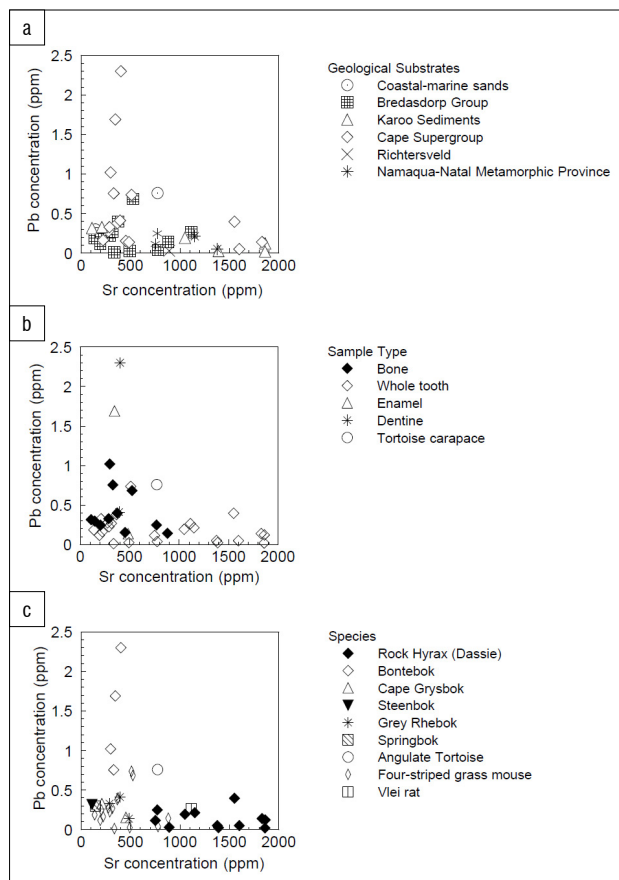 a
Pb concentration (ppm)
2.5
2
1.5
1
0.5
0
0 500 1000 1500 2000
Sr concentration (ppm)
Geological Substrates
Coastal-marine sands
Bredasdorp Group
Karoo Sediments
Cape Supergroup
Richtersveld
Namaqua-Natal Metamorphic Province
b
Pb concentration (ppm)
2.5
2
1.5
1
0.5
0
0 500 1000 1500 2000
Sr concentration (ppm)
Sample Type
Bone
Whole tooth
Enamel
Dentine
Tortoise carapace
c
Pb concentration (ppm)
2.5
2
1.5
1
0.5
0
0 500 1000 1500 2000
Sr concentration (ppm)
Species
Rock Hyrax (Dassie)
Bontebok
Cape Grysbok
Steenbok
Grey Rhebok
Springbok
Angulate Tortoise
Four-striped grass mouse
Vlei rat